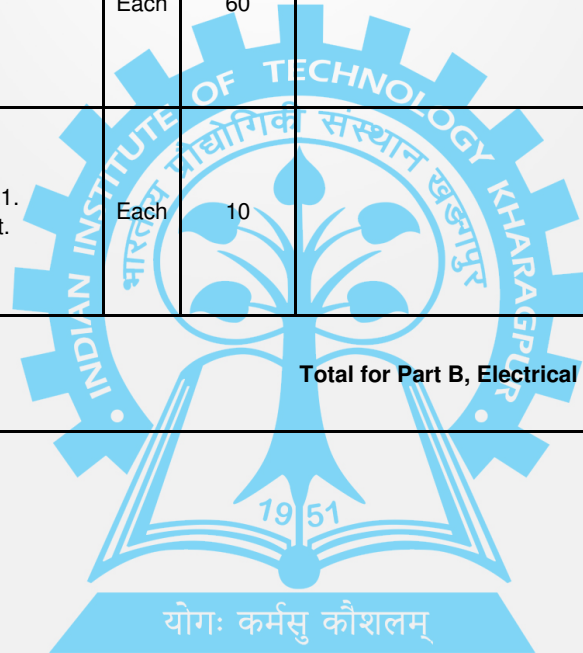 Each 60
1.
t.
Each 10
INDIAN INSTITUTE OF TECHNOLOGY KHARAGPUR
भारतीय प्रौद्योगिकी संस्थान खड़गपुर
Total for Part B, Electrical
19 51
योगः कर्मसु कौशलम्